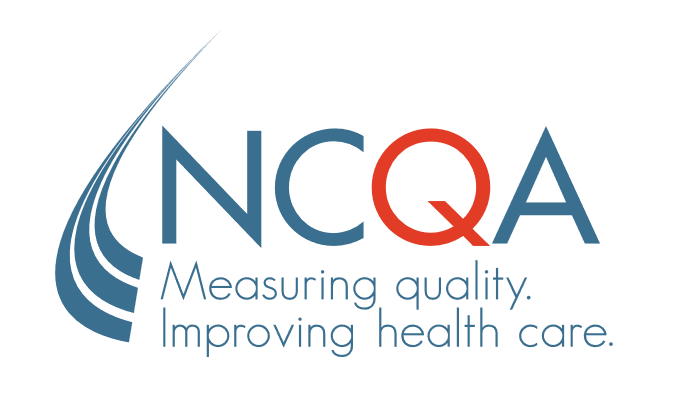 NCQA
Measuring quality.
Improving health care.